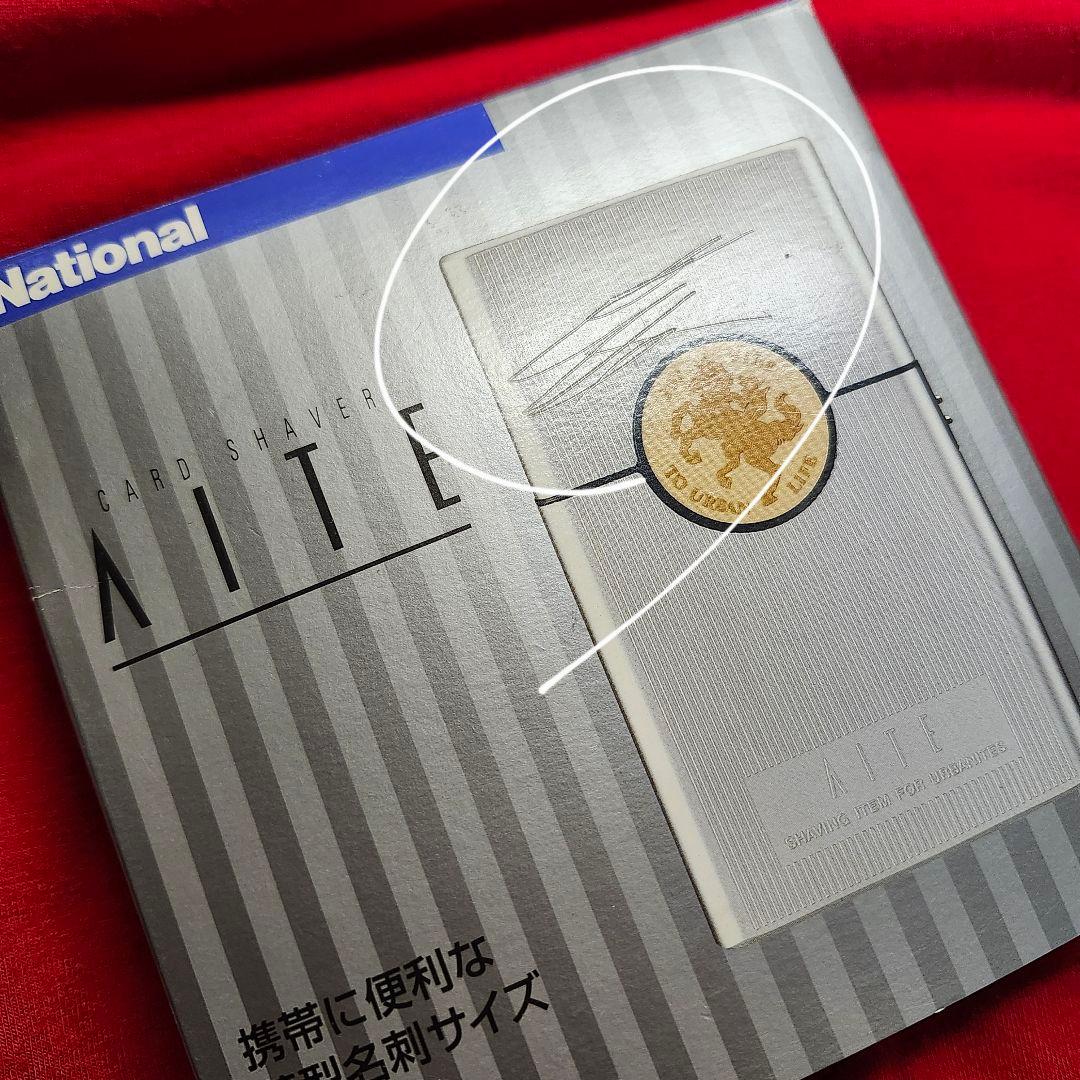 National
CARD SHAVER
AITE
TO URBAN LIFE
AITE
SHAVING ITEM FOR URBANITES
携帯に便利な
型名刺サイズ